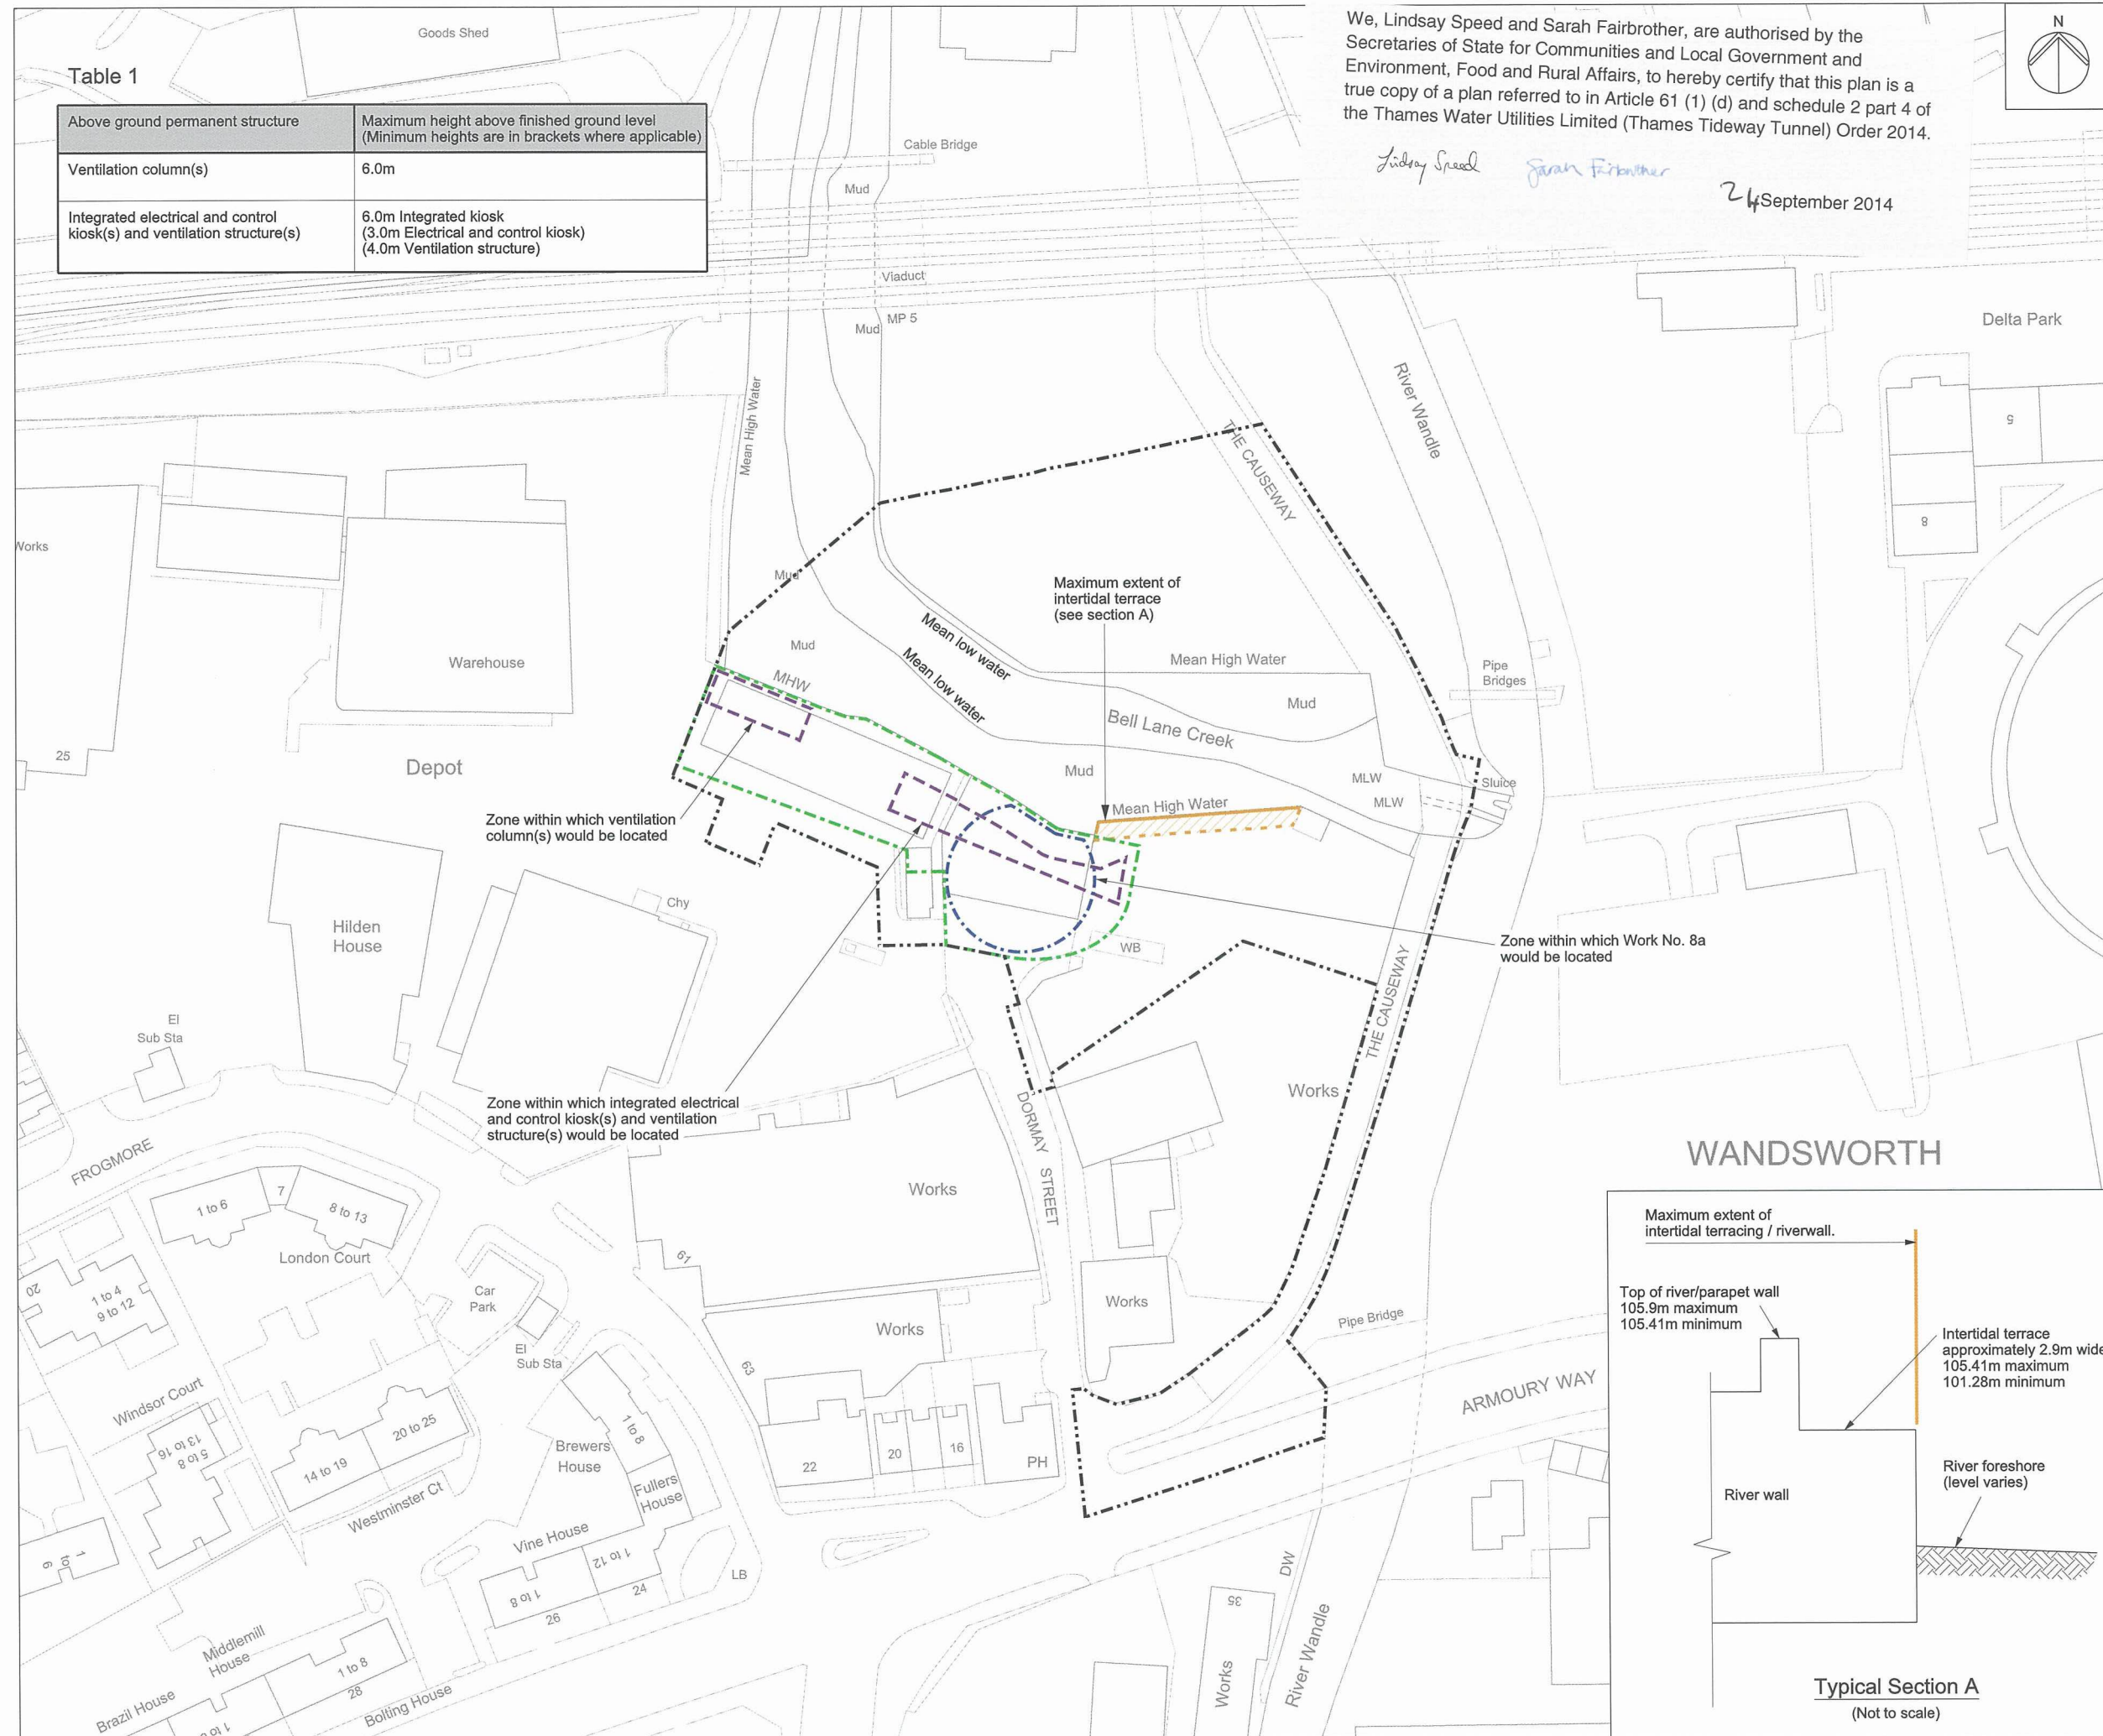 Goods Shed
Table 1
Above ground permanent structure
Maximum height above finished ground level
(Minimum heights are in brackets where applicable)
Ventilation column(s)
6.0m
Integrated electrical and control
kiosk(s) and ventilation structure(s)
6.0m Integrated kiosk
(3.0m Electrical and control kiosk)
(4.0m Ventilation structure)
We, Lindsay Speed and Sarah Fairbrother, are authorised by the
Secretaries of State for Communities and Local Government and
Environment, Food and Rural Affairs, to hereby certify that this plan is a
true copy of a plan referred to in Article 61 (1) (d) and schedule 2 part 4 of
the Thames Water Utilities Limited (Thames Tideway Tunnel) Order 2014.
Lindsay Speed
Sarah Fairbrother
24 September 2014
N
Cable Bridge
Mud
Viaduct
MP 5
Mud
Delta Park
River Wandle
Mean High Water
THE CAUSEWAY
5
8
Works
Mud
Maximum extent of
intertidal terrace
(see section A)
Mean low water
Mean low water
Mud
Mean High Water
Warehouse
MHW
Pipe
Bridges
Mud
Bell Lane Creek
25
Depot
Mud
MLW
MLW
Sluice
Mean High Water
Zone within which ventilation
column(s) would be located
Chy
Hilden
House
WB
Zone within which Work No. 8a
would be located
THE CAUSEWAY
El
Sub Sta
Works
Zone within which integrated electrical
and control kiosk(s) and ventilation
structure(s) would be located
DORMAY STREET
FROGMORE
WANDSWORTH
1 to 6
7
8 to 13
Works
London Court
61
20
1 to 4
9 to 12
Car
Park
Works
Works
Pipe Bridge
El
Sub Sta
63
Windsor Court
13 to 16
5 to 8
14 to 19
20 to 25
Brewers
House
1 to 8
22
20
16
PH
ARMOURY WAY
Westminster Ct
Fullers
House
Vine House
1 to 12
1 to 8
24
26
LB
1
to
6
DW
35
Middlemill
House
1 to 8
28
Works
River Wandle
Brazil House
Bolting House
Maximum extent of
intertidal terracing / riverwall.
Top of river/parapet wall
105.9m maximum
105.41m minimum
Intertidal terrace
approximately 2.9m wide
105.41m maximum
101.28m minimum
River foreshore
(level varies)
River wall
Typical Section A
(Not to scale)